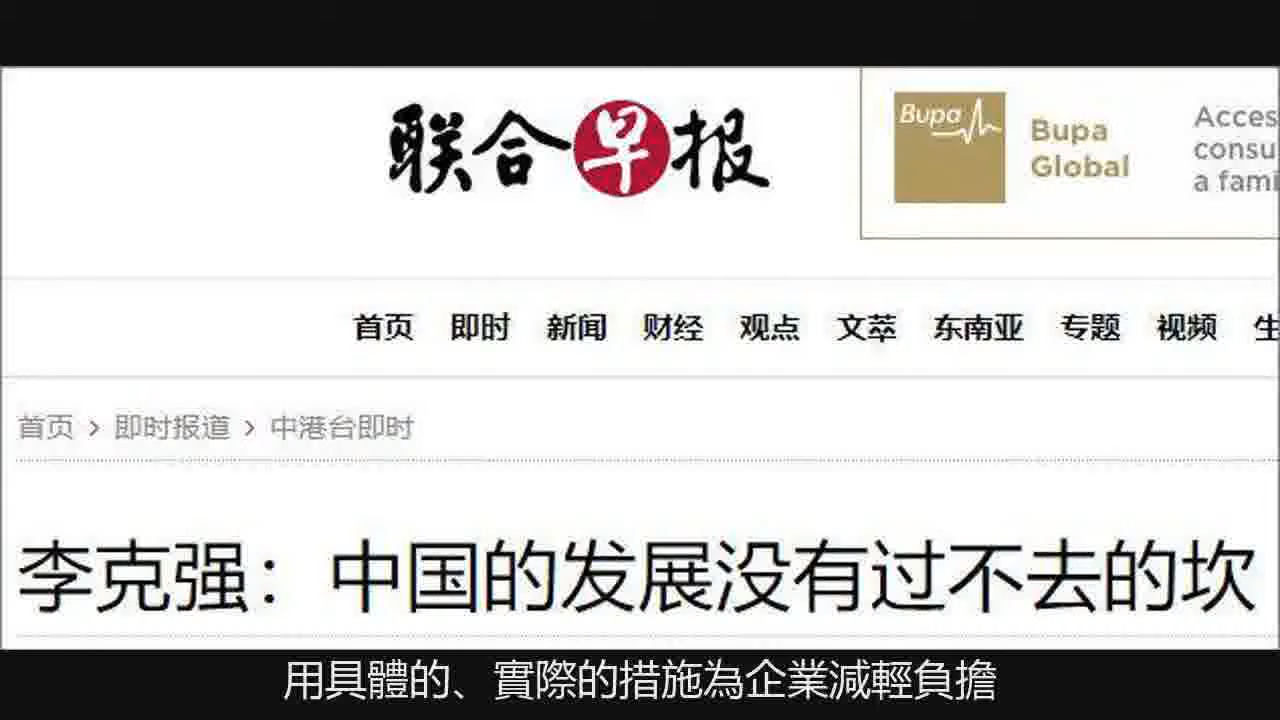 联合早报
Bupa
Bupa
Global
Acces
consu
a fami
首页 即时 新闻 财经 观点 文萃 东南亚 专题 视频 生
首页 > 即时报道 > 中港台即时
李克强：中国的发展没有过不去的坎
用具體的、實際的措施為企業減輕負擔